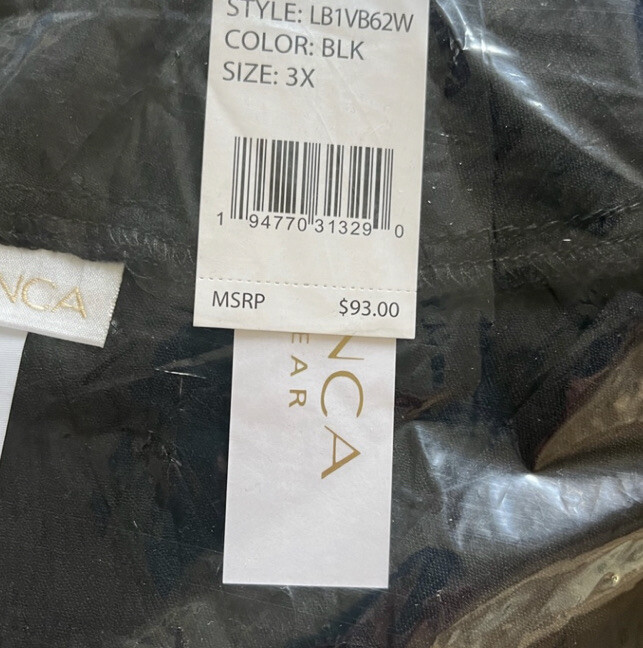 STYLE: LB1VB62W
COLOR: BLK
SIZE: 3X
1 94770 31329 0
MSRP $93.00
NCA
NCA
EAR